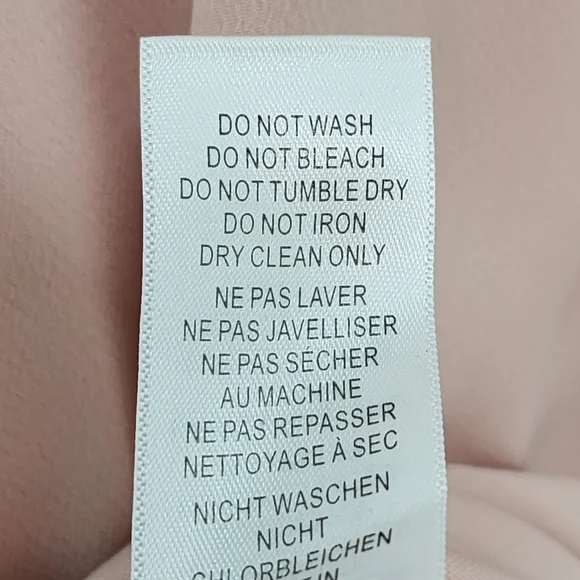 DO NOT WASH
DO NOT BLEACH
DO NOT TUMBLE DRY
DO NOT IRON
DRY CLEAN ONLY
NE PAS LAVER
NE PAS JAVELLISER
NE PAS SÉCHER
AU MACHINE
NE PAS REPASSER
NETTOYAGE À SEC
NICHT WASCHEN
NICHT
CHLORBLEICHEN